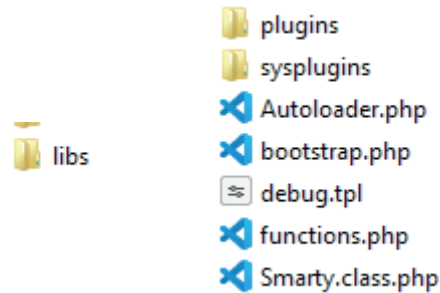 libs
plugins
sysplugins
Autoloader.php
bootstrap.php
debug.tpl
functions.php
Smarty.class.php